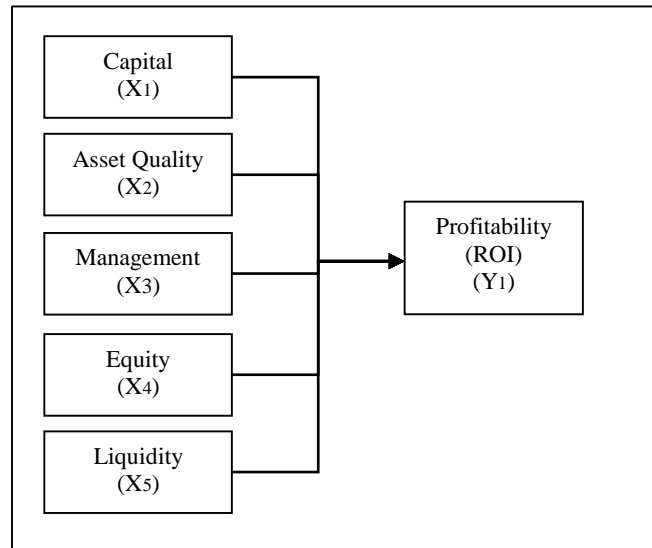 Capital
(X1)
Asset Quality
(X2)
Management
(X3)
Equity
(X4)
Liquidity
(X5)
Profitability
(ROI)
(Y1)